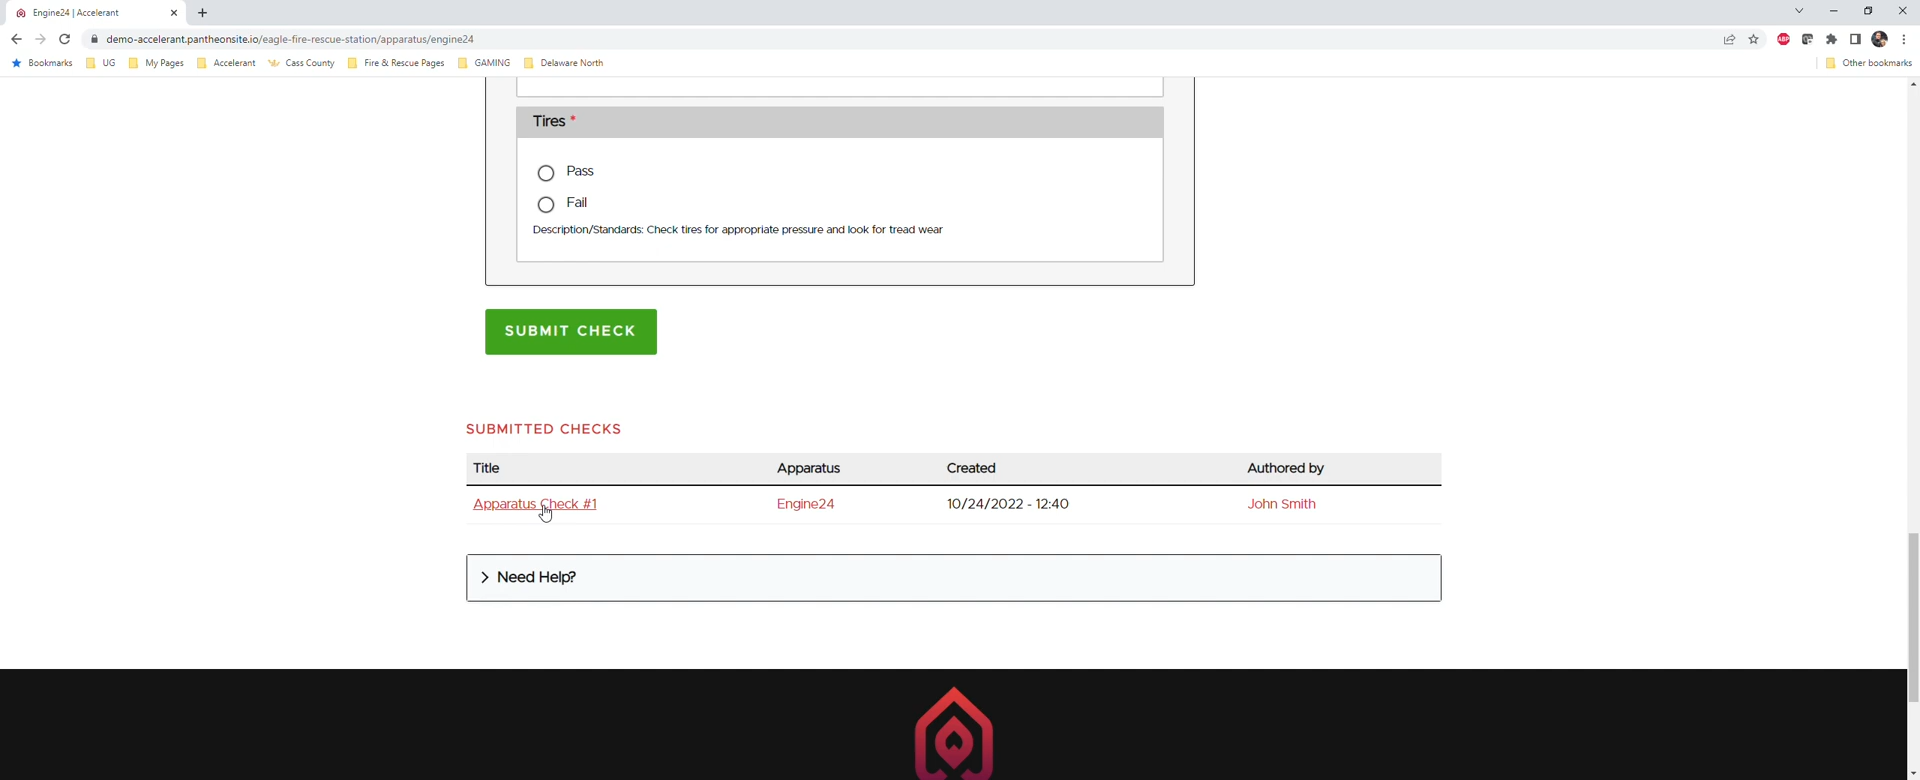 Engine24 | Accelerant
demo-accelerant.pantheonsite.io/eagle-fire-rescue-station/apparatus/engine24
ABP
Bookmarks UG My Pages Accelerant Cass County Fire & Rescue Pages GAMING Delaware North Other bookmarks
Tires *
Pass
Fail
Description/Standards: Check tires for appropriate pressure and look for tread wear
SUBMIT CHECK
SUBMITTED CHECKS
Title Apparatus Created Authored by
Apparatus Check #1 Engine24 10/24/2022 - 12:40 John Smith
Need Help?